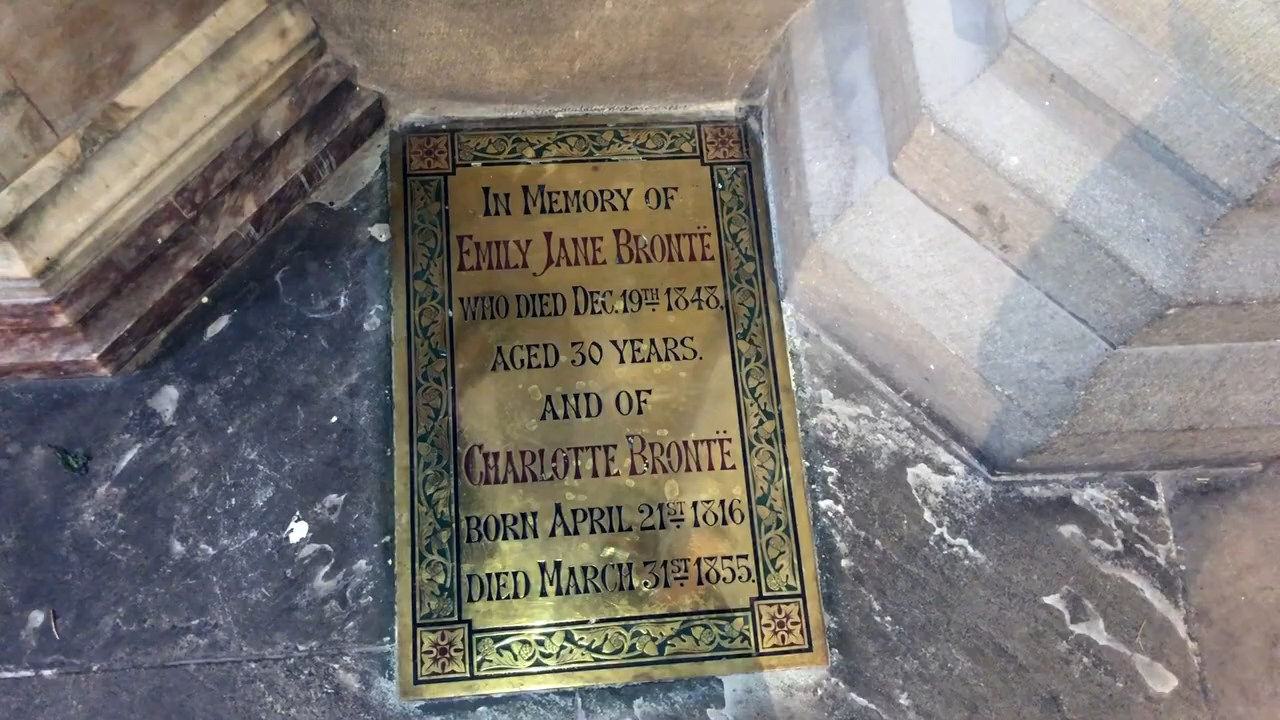 IN MEMORY OF
EMILY JANE BRONTË
WHO DIED DEC. 19TH 1848,
AGED 30 YEARS.
AND OF
CHARLOTTE BRONTË
BORN APRIL 21ST 1816
DIED MARCH 31ST 1855.